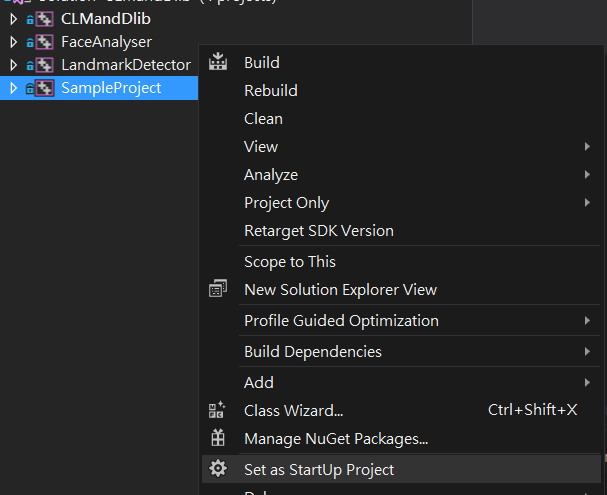 CLMandDlib
FaceAnalyser
LandmarkDetector
SampleProject
Build
Rebuild
Clean
View
Analyze
Project Only
Retarget SDK Version
Scope to This
New Solution Explorer View
Profile Guided Optimization
Build Dependencies
Add
Class Wizard... Ctrl+Shift+X
Manage NuGet Packages...
Set as StartUp Project